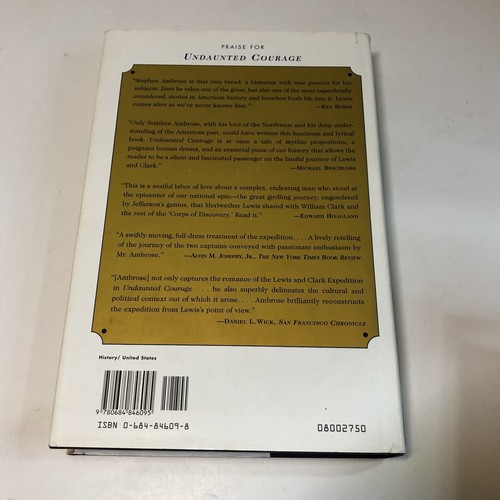 PRAISE FOR
UNDAUNTED COURAGE
"Stephen Ambrose is that rare breed: a historian with true passion for his
subjects. Here he takes one of the great, but also one of the most superficially
considered, stories in American history and breathes fresh life into it. Lewis
comes alive as we've never known him." —KEN BURNS
"Only Stephen Ambrose, with his love of the Northwest and his deep under-
standing of the American past, could have written this luminous and lyrical
book. Undaunted Courage is at once a tale of mythic proportions, a
poignant human drama, and an essential piece of our history that allows the
reader to be a silent and fascinated passenger on the fateful journey of Lewis
and Clark." —MICHAEL BESCHLOSS
"This is a zestful labor of love about a complex, endearing man who stood at
the epicenter of our national epic—the great girdling journey, engendered
by Jefferson's genius, that Meriwether Lewis shared with William Clark and
the rest of the 'Corps of Discovery.' Read it." —EDWARD HOAGLAND
"A swiftly moving, full-dress treatment of the expedition. . . . A lively retelling
of the journey of the two captains conveyed with passionate enthusiasm by
Mr. Ambrose." —ALVIN M. JOSEPHY, JR., THE NEW YORK TIMES BOOK REVIEW
"[Ambrose] not only captures the romance of the Lewis and Clark Expedition
in Undaunted Courage . . . he also superbly delineates the cultural and
political context out of which it arose. . . . Ambrose brilliantly reconstructs
the expedition from Lewis's point of view."
—DANIEL L. WICK, SAN FRANCISCO CHRONICLE
History/ United States
9 780684 846095
ISBN 0-684-84609-8
08002750